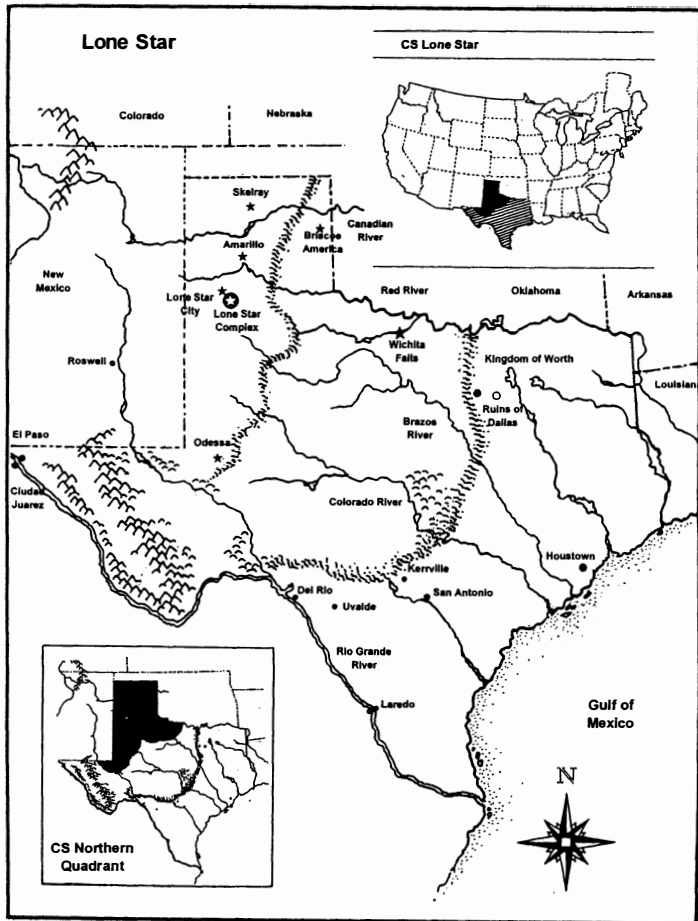 Lone Star
CS Lone Star
Colorado
Nebraska
Skelray
Briscoe
America
Canadian
River
Amarillo
New
Mexico
Lone Star
City
Lone Star
Complex
Red River
Oklahoma
Arkansas
Wichita
Falls
Kingdom of Worth
Louisiana
Roswell
Ruins of
Dallas
Brazos
River
El Paso
Odessa
Ciudad
Juarez
Colorado River
Houstown
Kerrville
Del Rio
San Antonio
Uvalde
Rio Grande
River
Laredo
Gulf of
Mexico
N
CS Northern
Quadrant